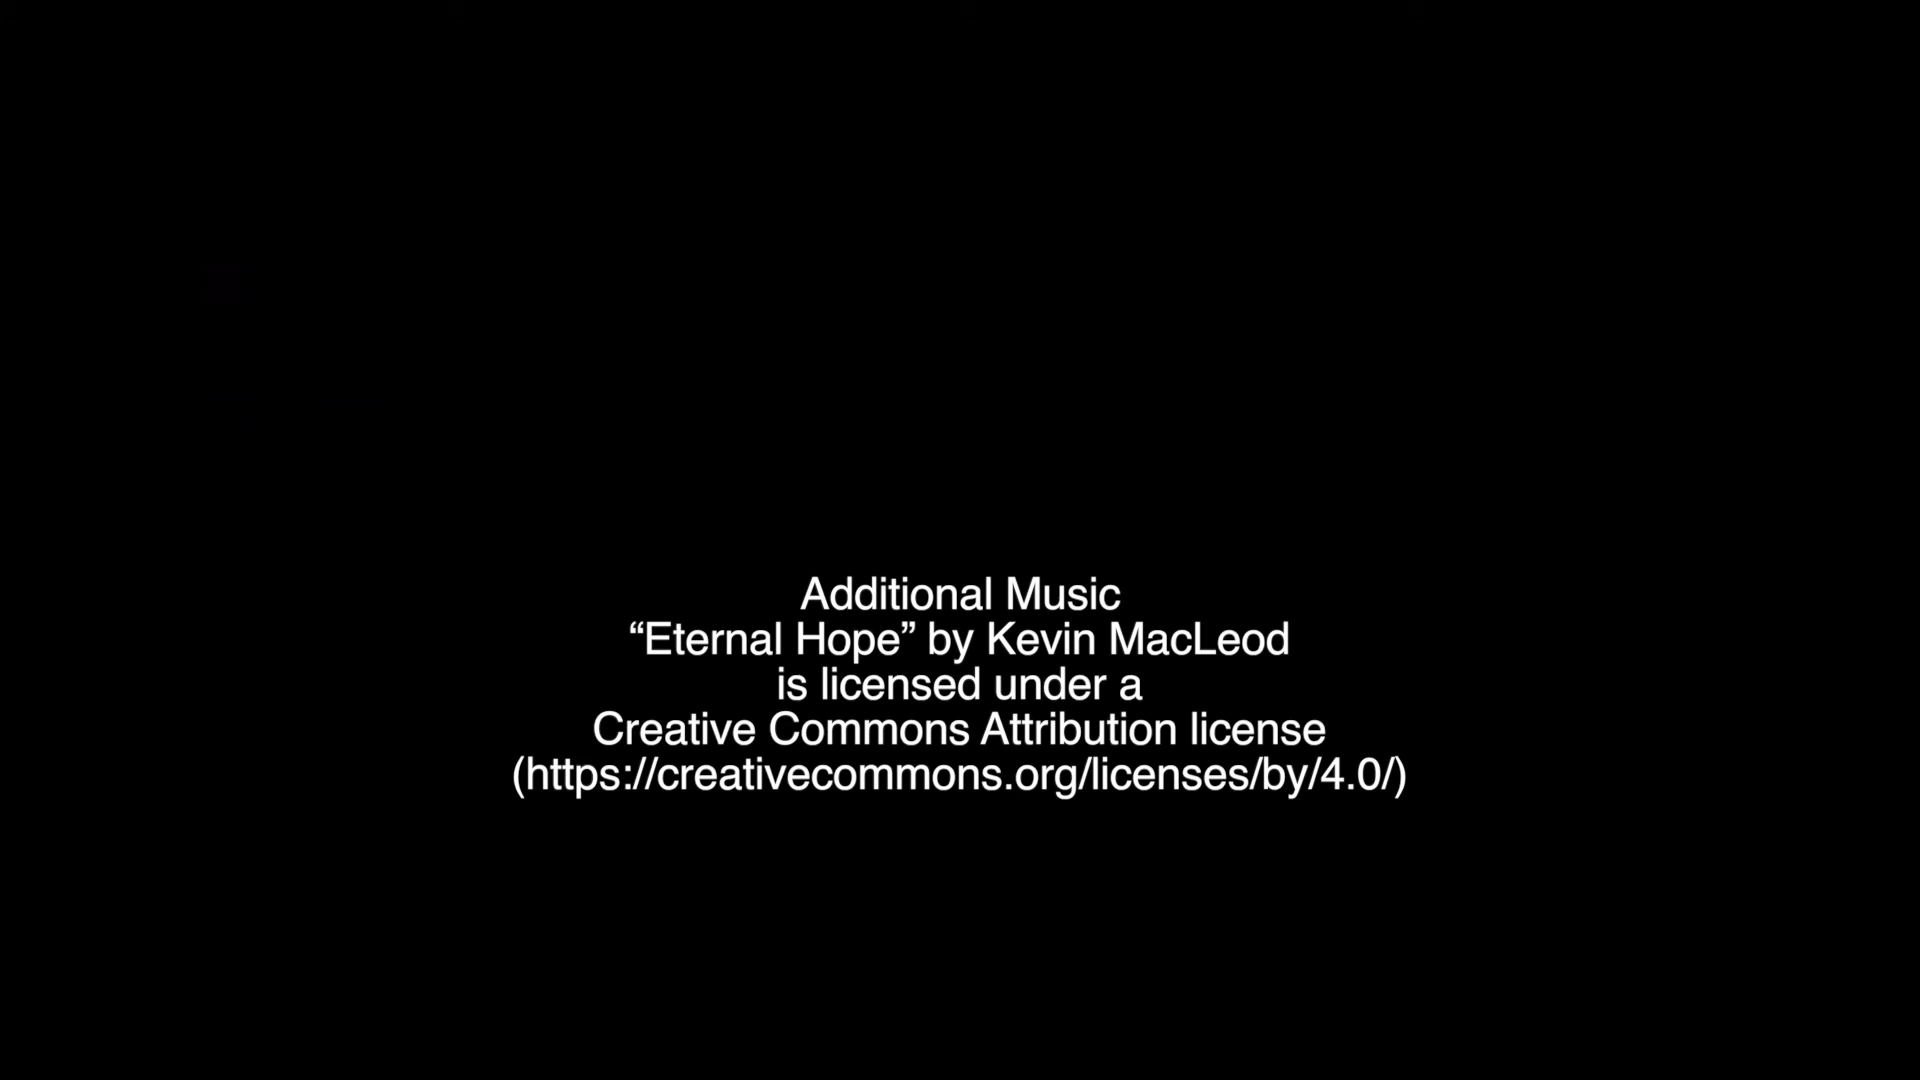 Additional Music
“Eternal Hope” by Kevin MacLeod
is licensed under a
Creative Commons Attribution license
(https://creativecommons.org/licenses/by/4.0/)